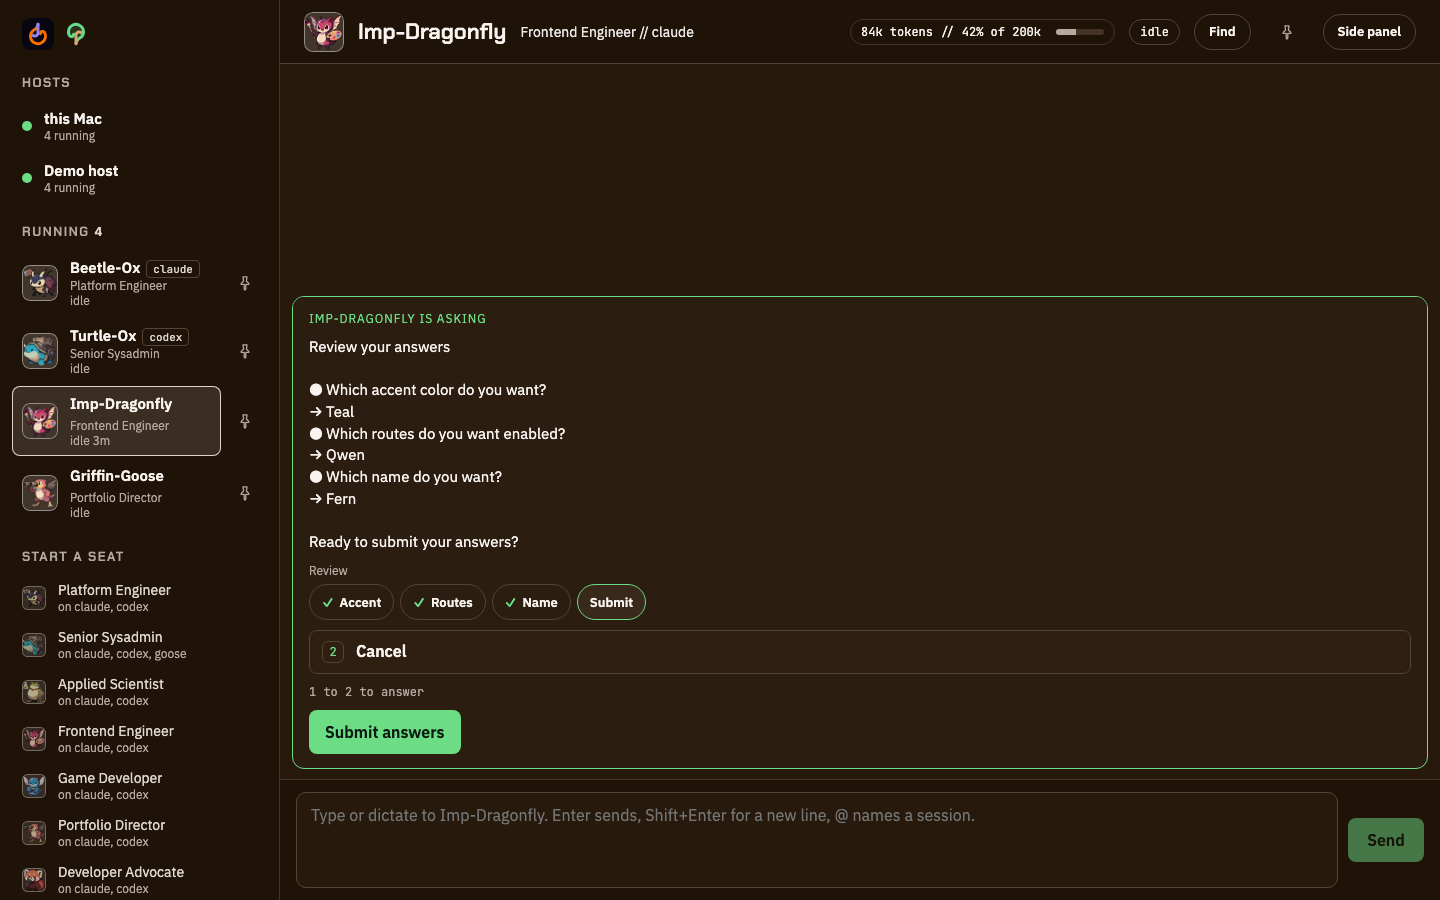 HOSTS
this Mac
4 running
Demo host
4 running
RUNNING 4
Beetle-Ox claude
Platform Engineer
idle
Turtle-Ox codex
Senior Sysadmin
idle
Imp-Dragonfly
Frontend Engineer
idle 3m
Griffin-Goose
Portfolio Director
idle
START A SEAT
Platform Engineer
on claude, codex
Senior Sysadmin
on claude, codex, goose
Applied Scientist
on claude, codex
Frontend Engineer
on claude, codex
Game Developer
on claude, codex
Portfolio Director
on claude, codex
Developer Advocate
on claude, codex
Imp-Dragonfly Frontend Engineer // claude 84k tokens // 42% of 200k idle Find Side panel
IMP-DRAGONFLY IS ASKING
Review your answers
● Which accent color do you want?
→ Teal
● Which routes do you want enabled?
→ Qwen
● Which name do you want?
→ Fern
Ready to submit your answers?
Review
✓ Accent ✓ Routes ✓ Name Submit
2 Cancel
1 to 2 to answer
Submit answers
Type or dictate to Imp-Dragonfly. Enter sends, Shift+Enter for a new line, @ names a session.
Send